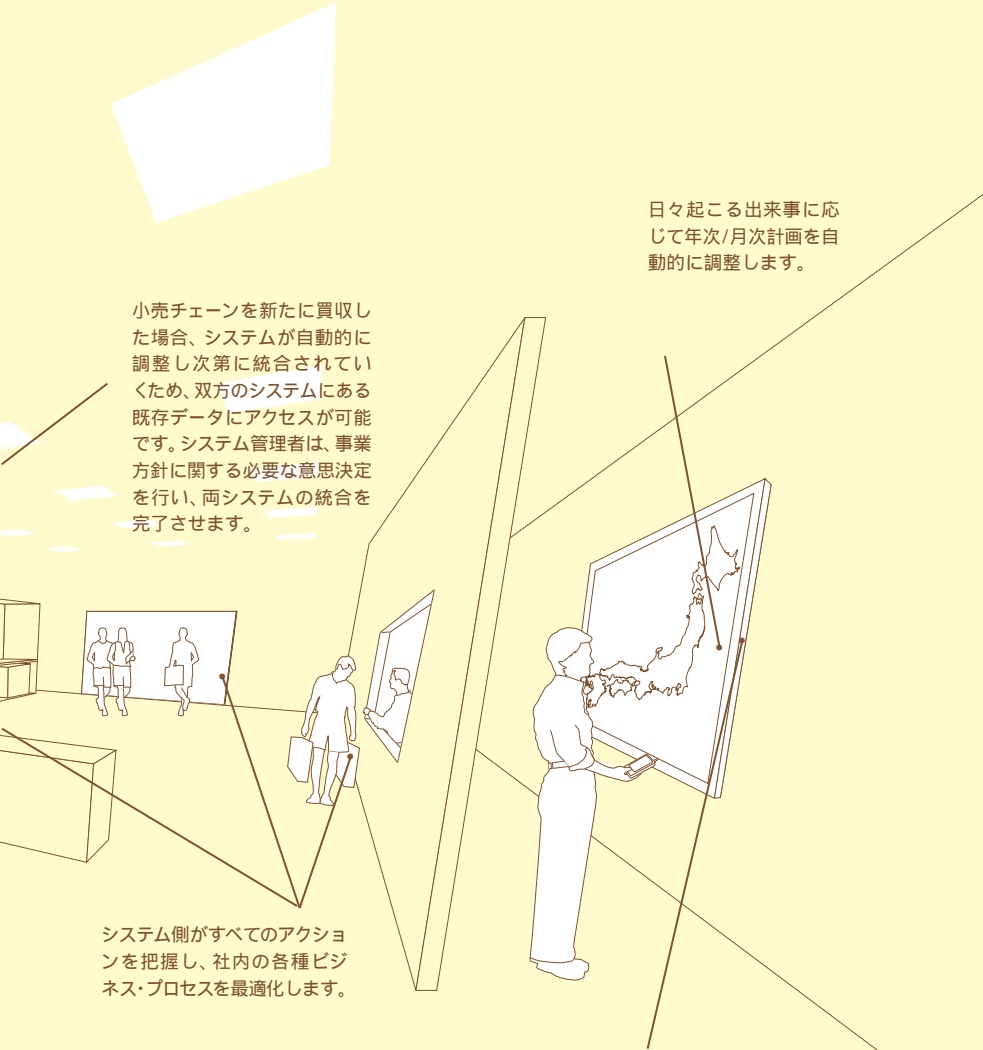 日々起こる出来事に応
じて年次/月次計画を自
動的に調整します。
小売チェーンを新たに買収し
た場合、システムが自動的に
調整し次第に統合されてい
くため、双方のシステムにある
既存データにアクセスが可能
です。システム管理者は、事業
方針に関する必要な意思決定
を行い、両システムの統合を
完了させます。
システム側がすべてのアクショ
ンを把握し、社内の各種ビジ
ネス・プロセスを最適化します。